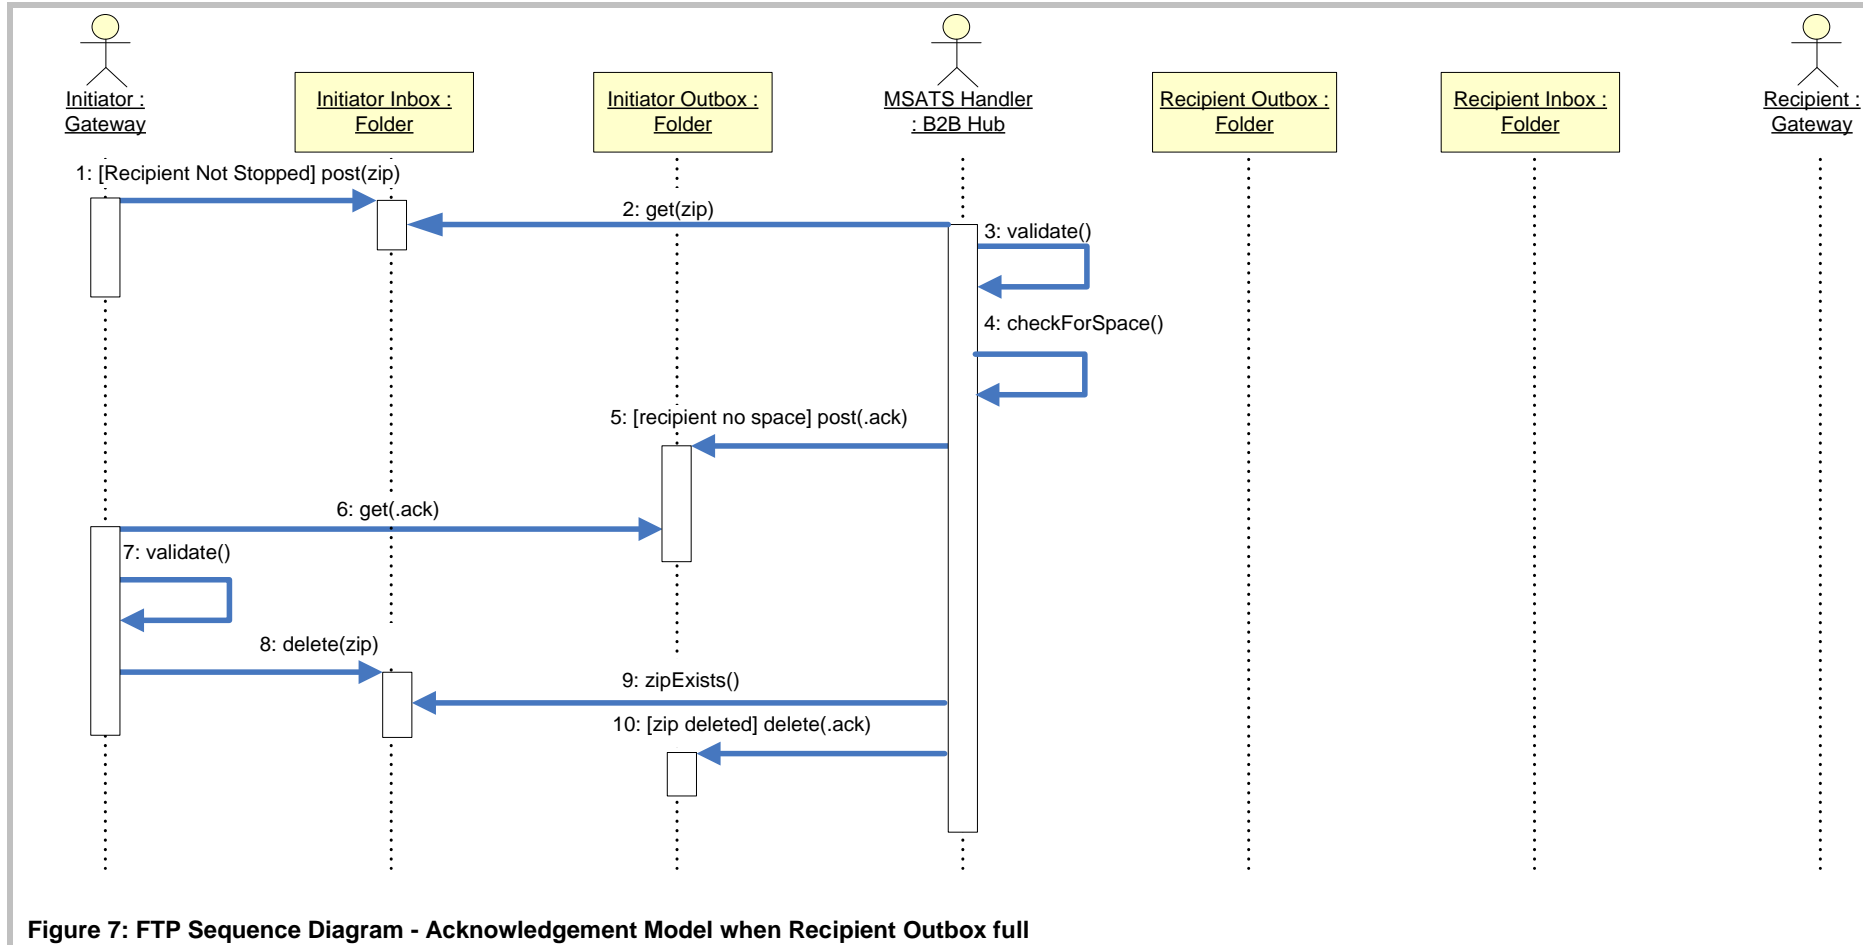 Initiator :
Gateway
Initiator Inbox :
Folder
Initiator Outbox :
Folder
MSATS Handler
: B2B Hub
Recipient Outbox :
Folder
Recipient Inbox :
Folder
Recipient :
Gateway
1: [Recipient Not Stopped] post(zip)
2: get(zip)
3: validate()
4: checkForSpace()
5: [recipient no space] post(.ack)
6: get(.ack)
7: validate()
8: delete(zip)
9: zipExists()
10: [zip deleted] delete(.ack)
Figure 7: FTP Sequence Diagram - Acknowledgement Model when Recipient Outbox full